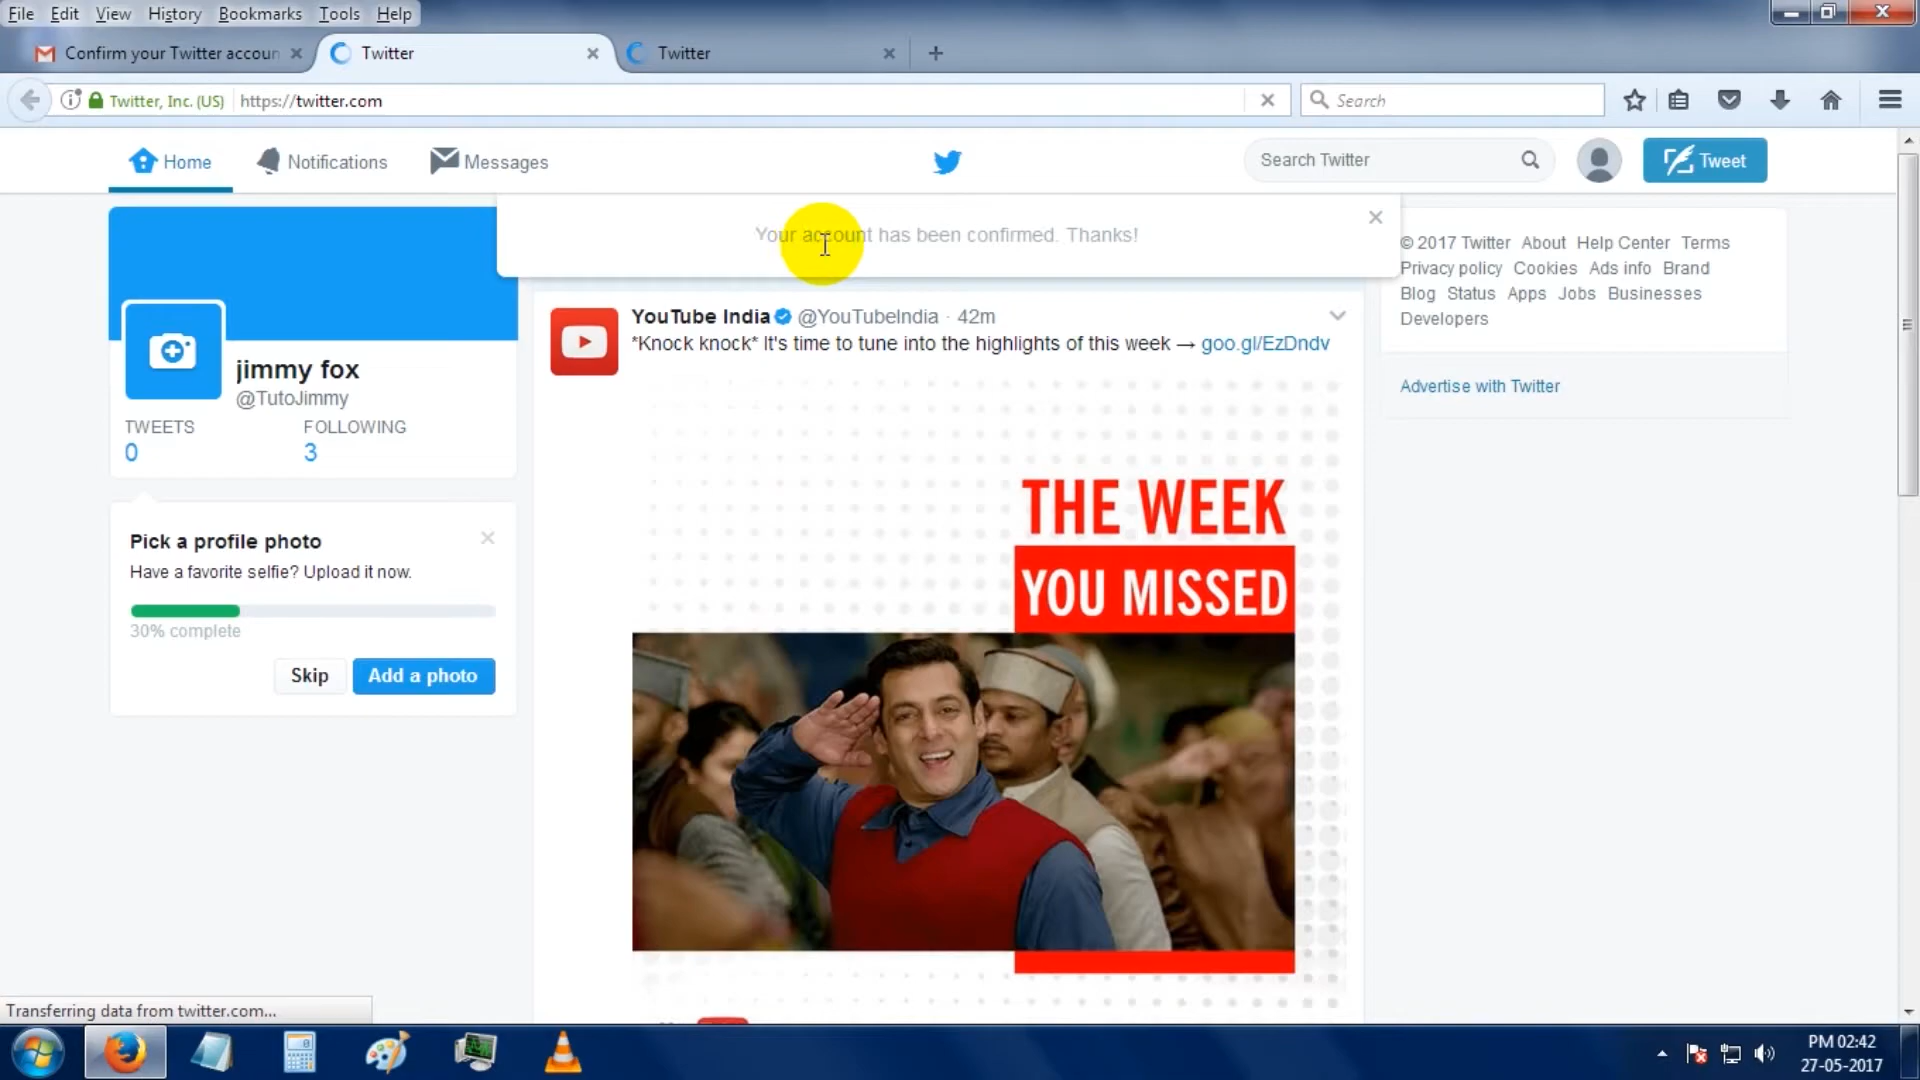 File Edit View History Bookmarks Tools Help
Confirm your Twitter accoun
Twitter
Twitter
Twitter, Inc. (US) https://twitter.com
Search
Home Notifications Messages
Search Twitter
Tweet
Your account has been confirmed. Thanks!
jimmy fox
@TutoJimmy
TWEETS FOLLOWING
0 3
Pick a profile photo
Have a favorite selfie? Upload it now.
30% complete
Skip Add a photo
YouTube India @YouTubeIndia · 42m
*Knock knock* It's time to tune into the highlights of this week → goo.gl/EzDndv
THE WEEK
YOU MISSED
© 2017 Twitter About Help Center Terms
Privacy policy Cookies Ads info Brand
Blog Status Apps Jobs Businesses
Developers
Advertise with Twitter
Transferring data from twitter.com...
PM 02:42
27-05-2017